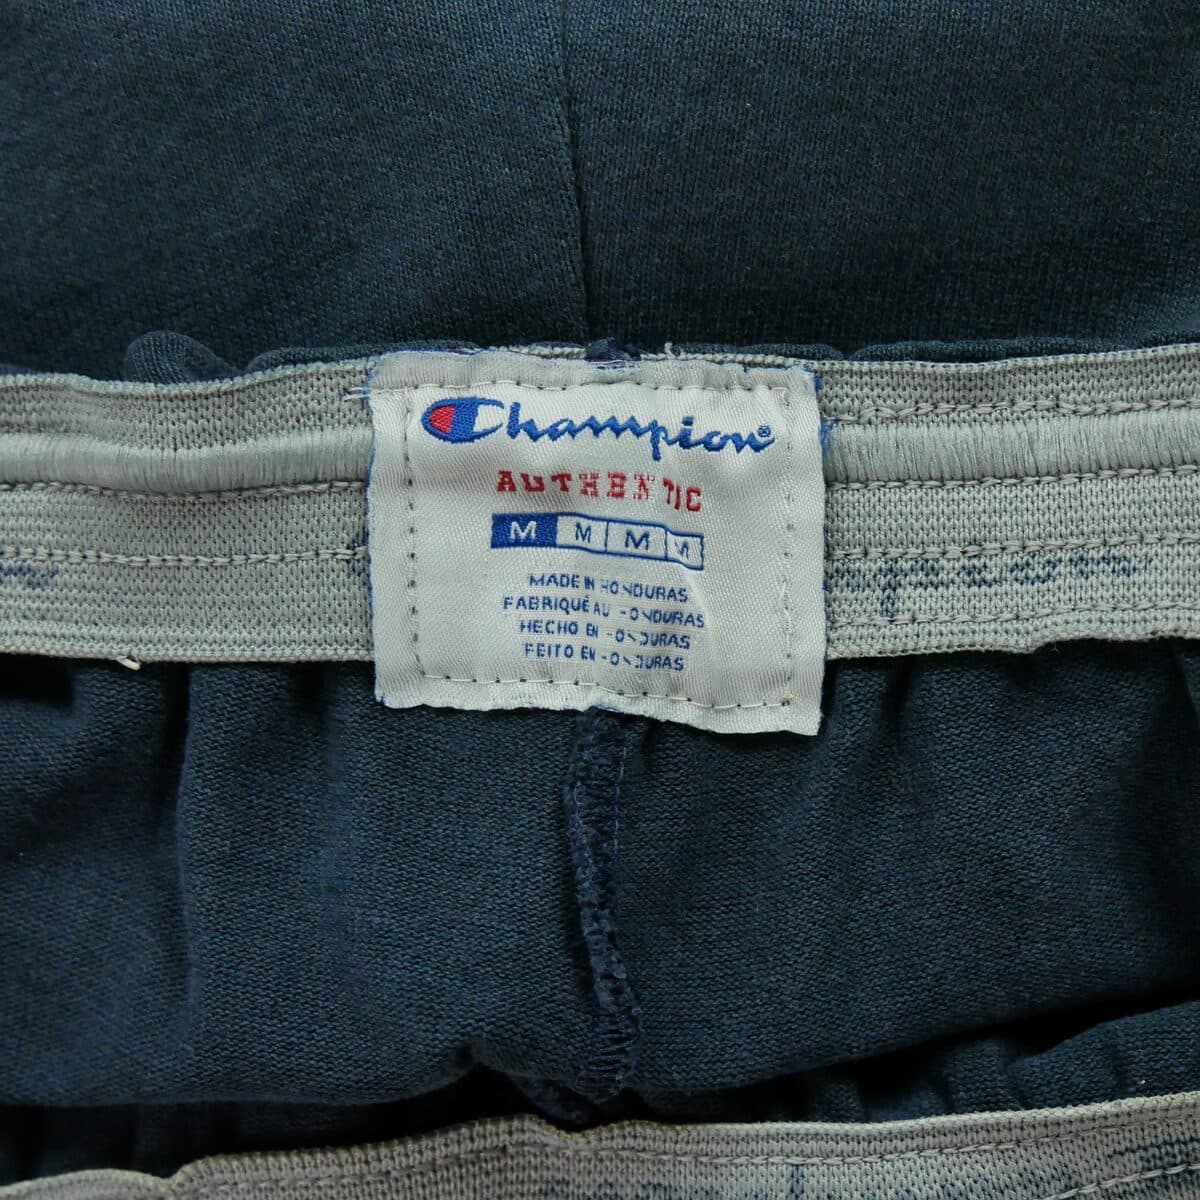 Champion®
AUTHENTIC
M M M M
MADE IN HONDURAS
FABRIQUÉ AU HONDURAS
HECHO EN HONDURAS
FEITO EN HONDURAS